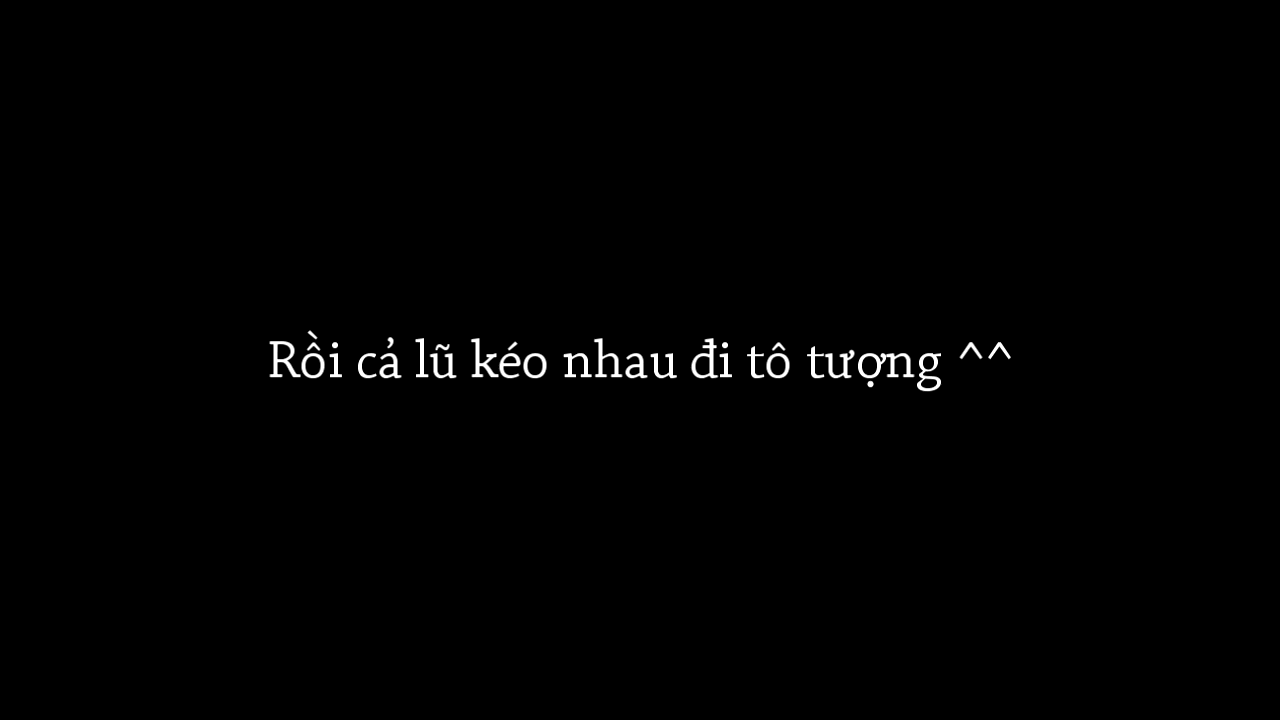 Rồi cả lũ kéo nhau đi tô tượng ^^